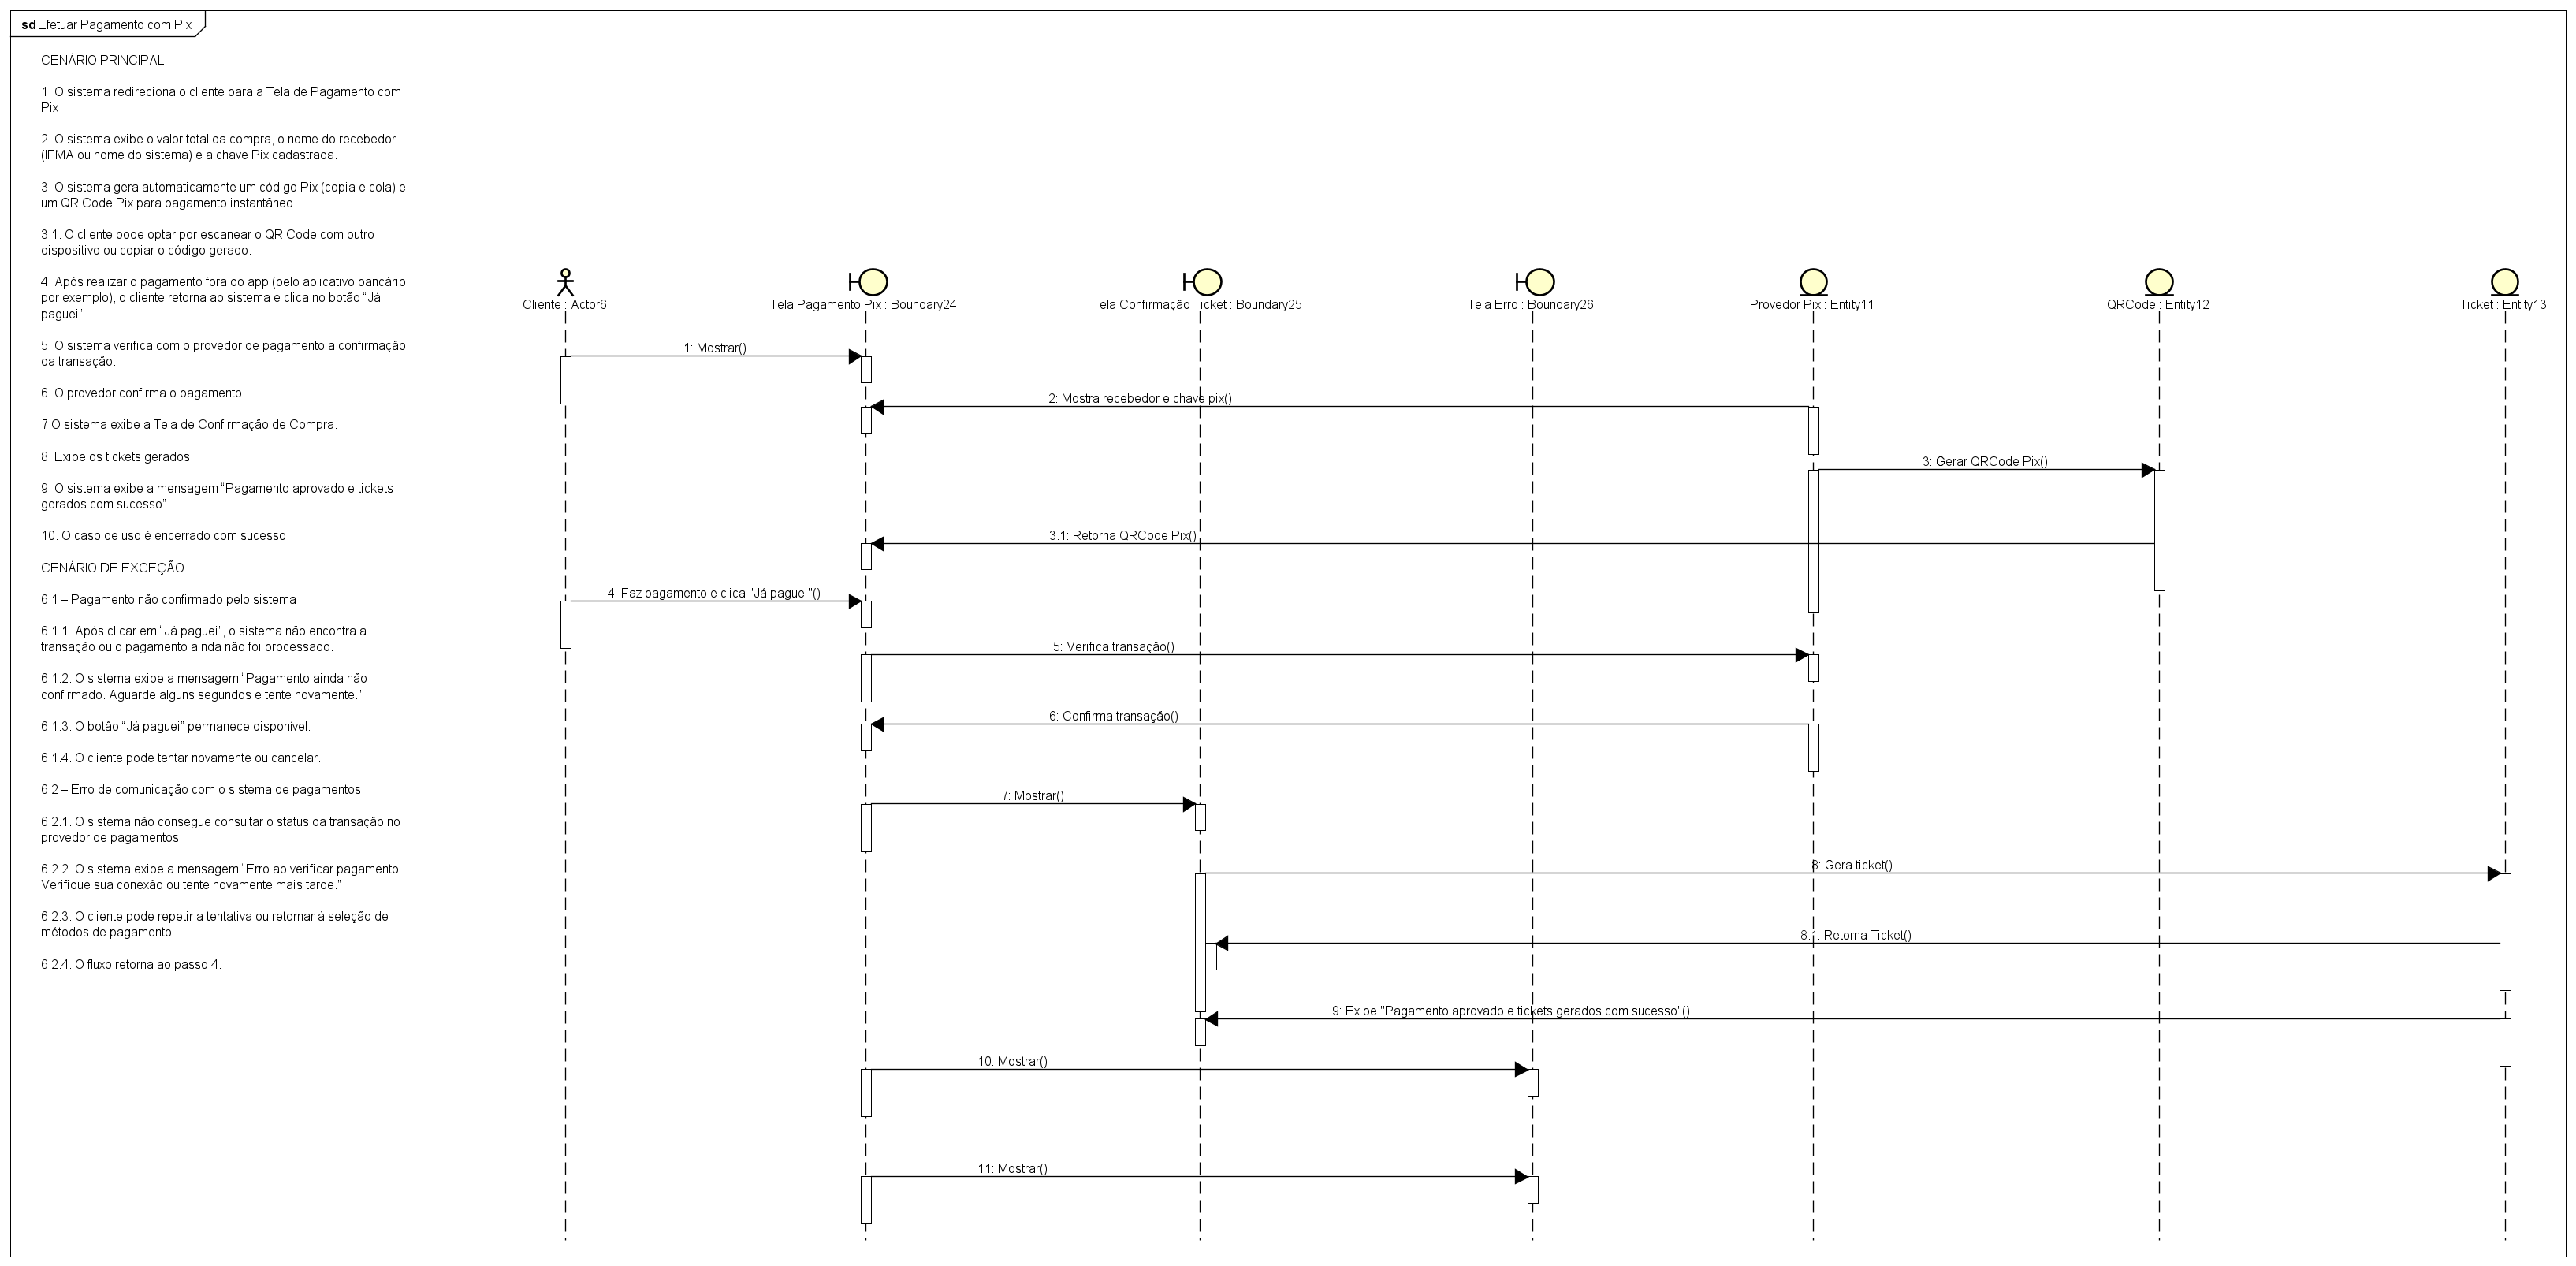 sd Efetuar Pagamento com Pix
CENÁRIO PRINCIPAL
1. O sistema redireciona o cliente para a Tela de Pagamento com
Pix
2. O sistema exibe o valor total da compra, o nome do recebedor
(IFMA ou nome do sistema) e a chave Pix cadastrada.
3. O sistema gera automaticamente um código Pix (copia e cola) e
um QR Code Pix para pagamento instantâneo.
3.1. O cliente pode optar por escanear o QR Code com outro
dispositivo ou copiar o código gerado.
4. Após realizar o pagamento fora do app (pelo aplicativo bancário,
por exemplo), o cliente retorna ao sistema e clica no botão “Já
paguei”.
5. O sistema verifica com o provedor de pagamento a confirmação
da transação.
6. O provedor confirma o pagamento.
7.O sistema exibe a Tela de Confirmação de Compra.
8. Exibe os tickets gerados.
9. O sistema exibe a mensagem “Pagamento aprovado e tickets
gerados com sucesso”.
10. O caso de uso é encerrado com sucesso.
CENÁRIO DE EXCEÇÃO
6.1 – Pagamento não confirmado pelo sistema
6.1.1. Após clicar em “Já paguei”, o sistema não encontra a
transação ou o pagamento ainda não foi processado.
6.1.2. O sistema exibe a mensagem “Pagamento ainda não
confirmado. Aguarde alguns segundos e tente novamente.”
6.1.3. O botão “Já paguei” permanece disponível.
6.1.4. O cliente pode tentar novamente ou cancelar.
6.2 – Erro de comunicação com o sistema de pagamentos
6.2.1. O sistema não consegue consultar o status da transação no
provedor de pagamentos.
6.2.2. O sistema exibe a mensagem “Erro ao verificar pagamento.
Verifique sua conexão ou tente novamente mais tarde.”
6.2.3. O cliente pode repetir a tentativa ou retornar à seleção de
métodos de pagamento.
6.2.4. O fluxo retorna ao passo 4.
Cliente : Actor6
Tela Pagamento Pix : Boundary24
Tela Confirmação Ticket : Boundary25
Tela Erro : Boundary26
Provedor Pix : Entity11
QRCode : Entity12
Ticket : Entity13
1: Mostrar()
2: Mostra recebedor e chave pix()
3: Gerar QRCode Pix()
3.1: Retorna QRCode Pix()
4: Faz pagamento e clica "Já paguei"()
5: Verifica transação()
6: Confirma transação()
7: Mostrar()
8: Gera ticket()
8.1: Retorna Ticket()
9: Exibe "Pagamento aprovado e tickets gerados com sucesso"()
10: Mostrar()
11: Mostrar()